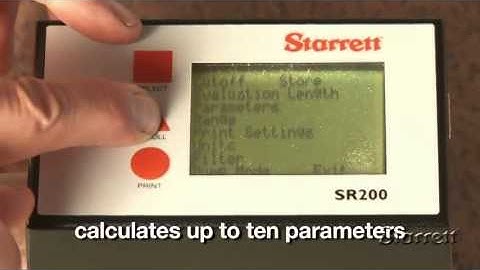 Starrett
Cutoff Store
Evaluation Length
Parameters
Range
Print Settings
Units
Filter
Exit
PRINT
SR200
calculates up to ten parameters
Starrett